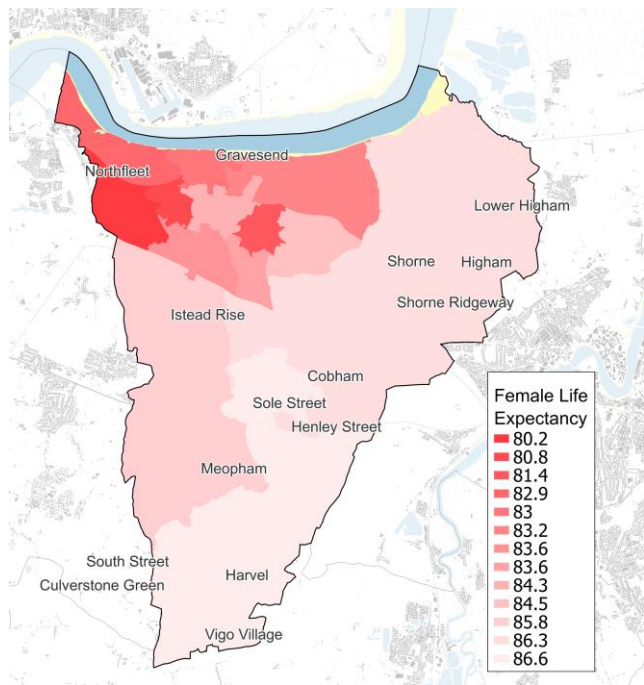 Gravesend
Northfleet
Lower Higham
Shorne
Higham
Shorne Ridgeway
Istead Rise
Cobham
Sole Street
Henley Street
Meopham
South Street
Culverstone Green
Harvel
Vigo Village
Female Life
Expectancy
80.2
80.8
81.4
82.9
83
83.2
83.6
83.6
84.3
84.5
85.8
86.3
86.6